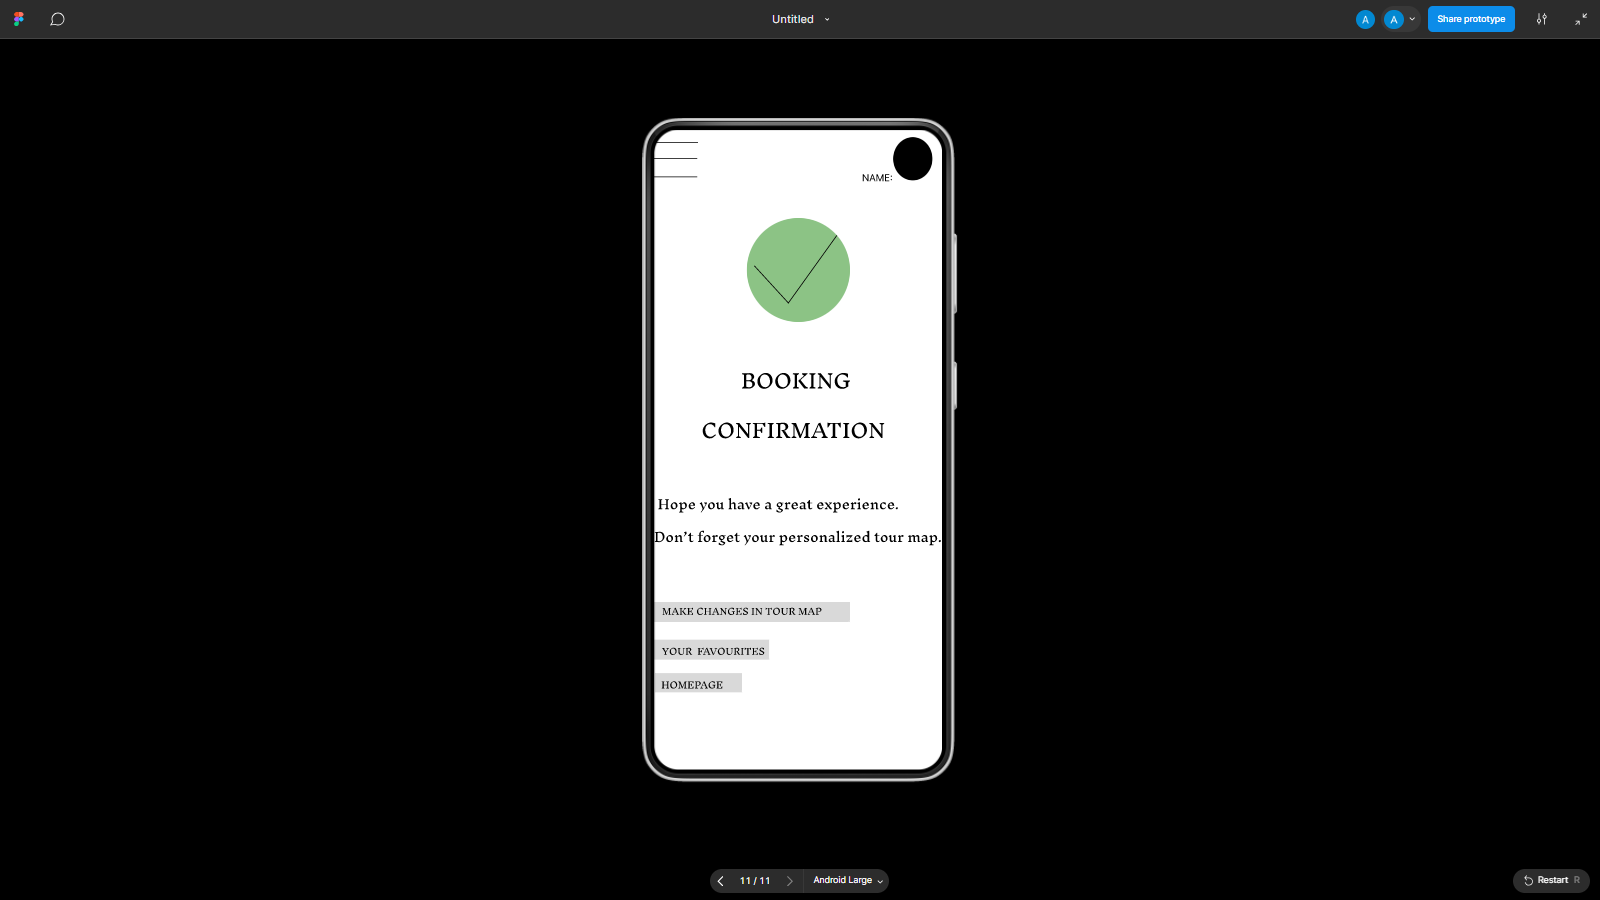 Untitled
A
A
Share prototype
NAME:
BOOKING
CONFIRMATION
Hope you have a great experience.
Don’t forget your personalized tour map.
MAKE CHANGES IN TOUR MAP
YOUR FAVOURITES
HOMEPAGE
11 / 11
Android Large
Restart R